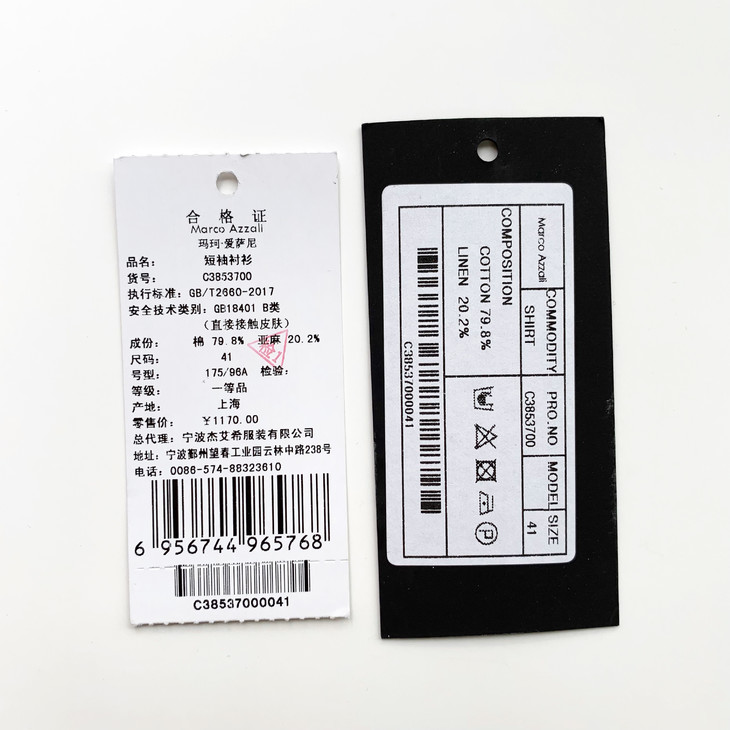 合格证
Marco Azzali
玛珂·爱萨尼
品名: 短袖衬衫
货号: C3853700
执行标准: GB/T2660-2017
安全技术类别: GB18401 B类
(直接接触皮肤)
成份: 棉 79.8% 亚麻 20.2%
尺码: 41
号型: 175/96A 检验:
等级: 一等品
产地: 上海
零售价: ¥1170.00
总代理: 宁波杰艾希服装有限公司
地址: 宁波鄞州望春工业园云林中路238号
电话: 0086-574-88323610
6 956744 965768
C38537000041
Marco Azzali
COMMODITY PRO.NO MODEL SIZE
SHIRT C3853700 41
COMPOSITION
COTTON 79.8%
LINEN 20.2%
C38537000041